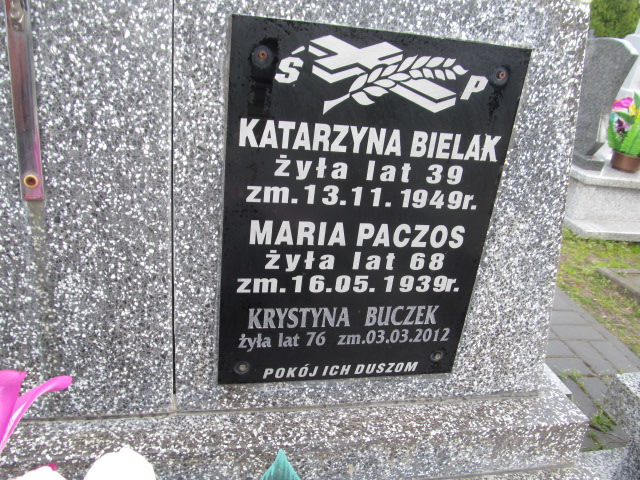 Ś P
KATARZYNA BIELAK
żyła lat 39
zm.13.11.1949r.
MARIA PACZOS
żyła lat 68
zm.16.05.1939r.
KRYSTYNA BUCZEK
żyła lat 76 zm.03.03.2012
POKÓJ ICH DUSZOM